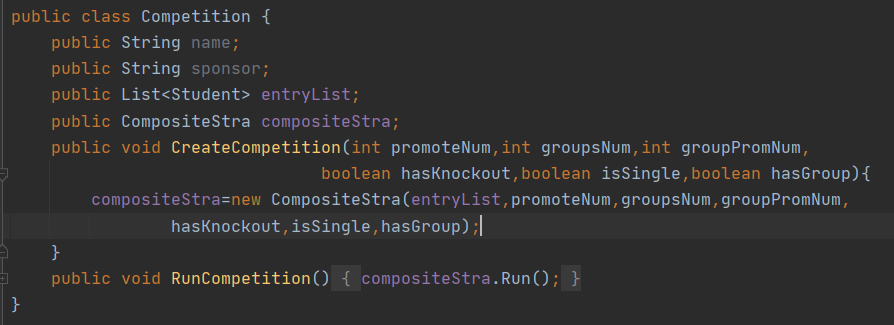 public class Competition {
public String name;
public String sponsor;
public List<Student> entryList;
public CompositeStra compositeStra;
public void CreateCompetition(int promoteNum,int groupsNum,int groupPromNum,
boolean hasKnockout,boolean isSingle,boolean hasGroup){
compositeStra=new CompositeStra(entryList,promoteNum,groupsNum,groupPromNum,
hasKnockout,isSingle,hasGroup);
}
public void RunCompetition() { compositeStra.Run(); }
}